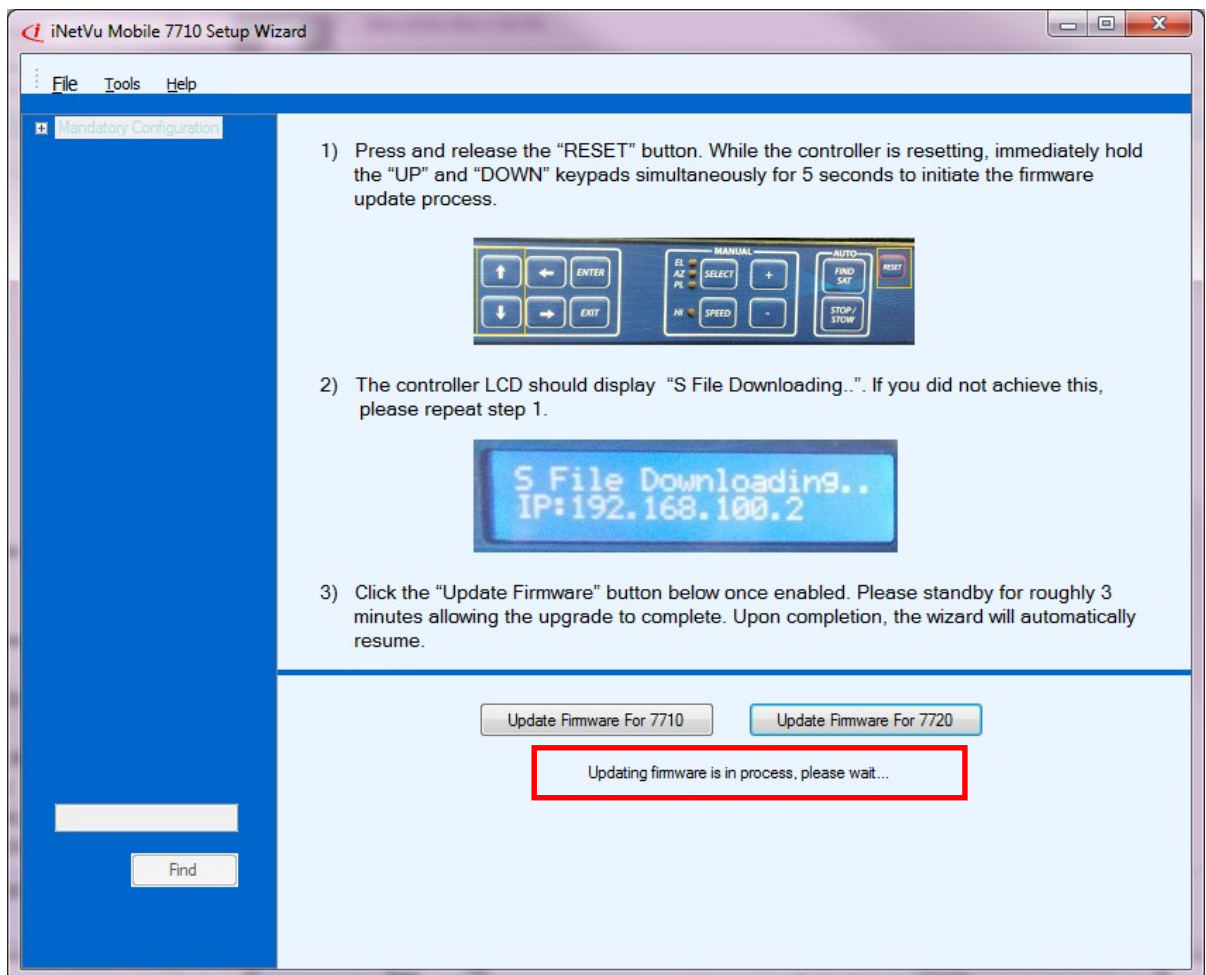 iNetVu Mobile 7710 Setup Wizard
File Tools Help
Mandatory Configuration
1) Press and release the “RESET” button. While the controller is resetting, immediately hold
the “UP” and “DOWN” keypads simultaneously for 5 seconds to initiate the firmware
update process.
MANUAL
AUTO
ENTER
EL
AZ
PL
SELECT
+
FIND
SAT
RESET
EXIT
HI
SPEED
-
STOP/
STOW
2) The controller LCD should display “S File Downloading..”. If you did not achieve this,
please repeat step 1.
S File Downloading..
IP:192.168.100.2
3) Click the “Update Firmware” button below once enabled. Please standby for roughly 3
minutes allowing the upgrade to complete. Upon completion, the wizard will automatically
resume.
Update Firmware For 7710 Update Firmware For 7720
Updating firmware is in process, please wait...
Find